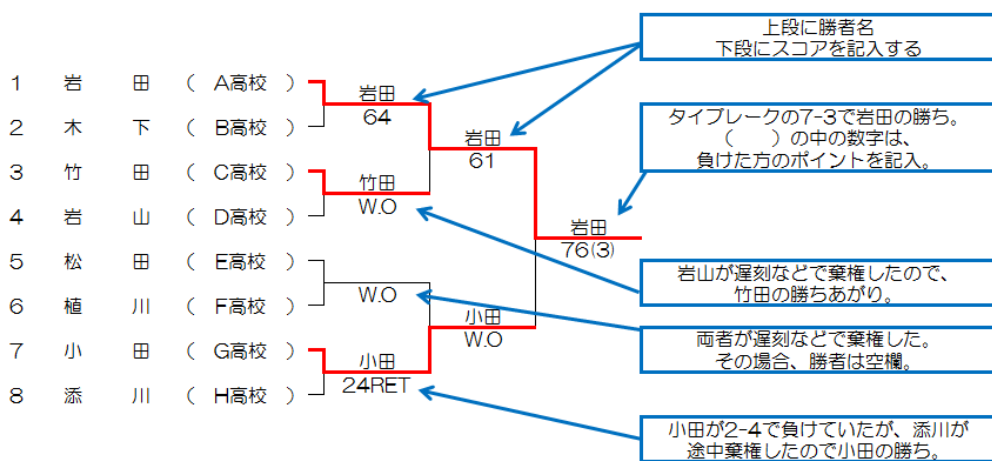 上段に勝者名
下段にスコアを記入する
1 岩 田 ( A高校 )
岩田
64
2 木 下 ( B高校 )
タイブレークの7-3で岩田の勝ち。
( )の中の数字は、
負けた方のポイントを記入。
岩田
61
3 竹 田 ( C高校 )
竹田
W.O
4 岩 山 ( D高校 )
岩田
76(3)
5 松 田 ( E高校 )
W.O
6 植 川 ( F高校 )
岩山が遅刻などで棄権したので、
竹田の勝ちあがり。
小田
W.O
両者が遅刻などで棄権した。
その場合、勝者は空欄。
7 小 田 ( G高校 )
小田
24RET
8 添 川 ( H高校 )
小田が2-4で負けていたが、添川が
途中棄権したので小田の勝ち。